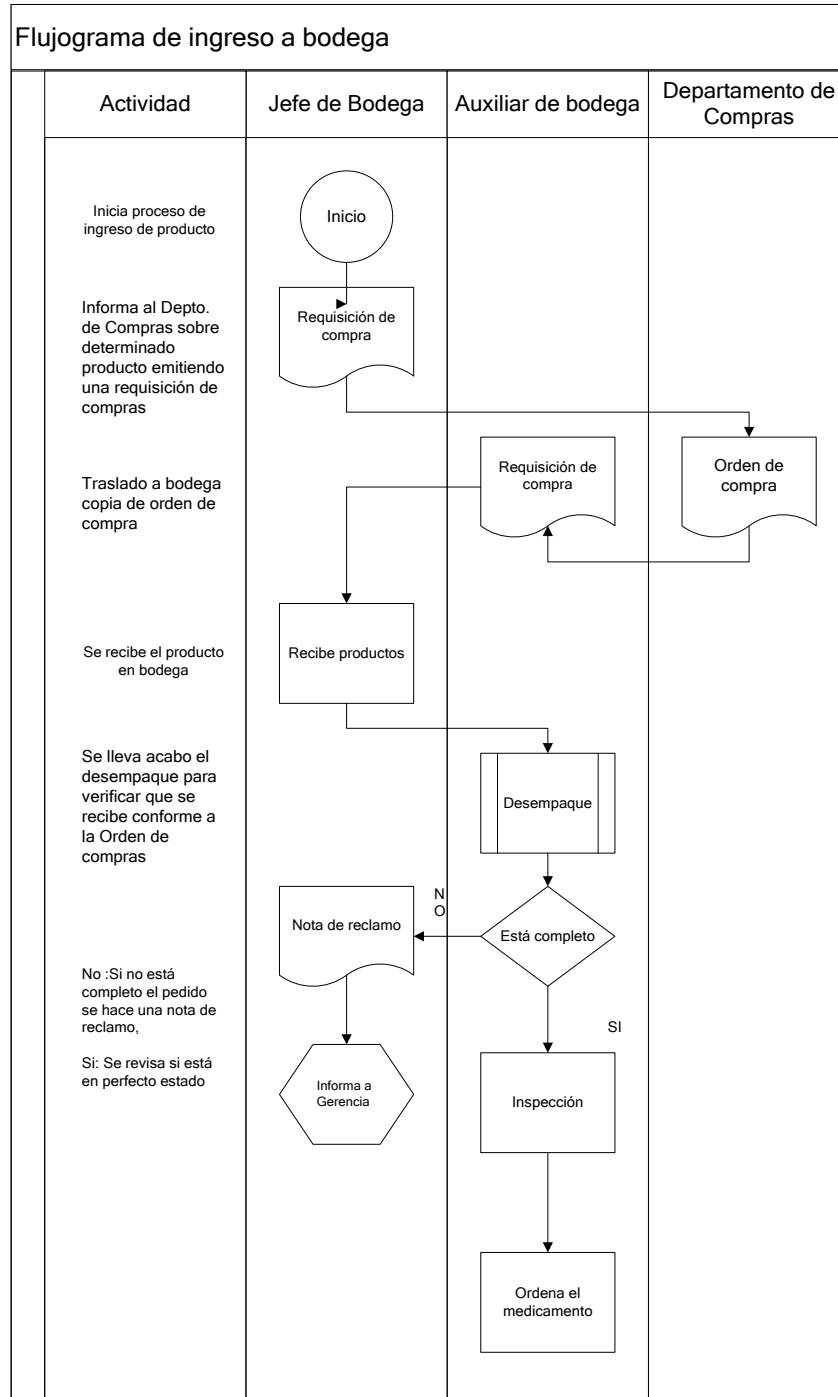 Flujograma de ingreso a bodega
Actividad
Jefe de Bodega
Auxiliar de bodega
Departamento de
Compras
Inicia proceso de
ingreso de producto
Inicio
Informa al Depto.
de Compras sobre
determinado
producto emitiendo
una requisición de
compras
Requisición de
compra
Traslado a bodega
copia de orden de
compra
Requisición de
compra
Orden de
compra
Se recibe el producto
en bodega
Recibe productos
Se lleva acabo el
desempaque para
verificar que se
recibe conforme a
la Orden de
compras
Desempaque
Nota de reclamo
N
O
Está completo
No :Si no está
completo el pedido
se hace una nota de
reclamo,
Si: Se revisa si está
en perfecto estado
SI
Informa a
Gerencia
Inspección
Ordena el
medicamento